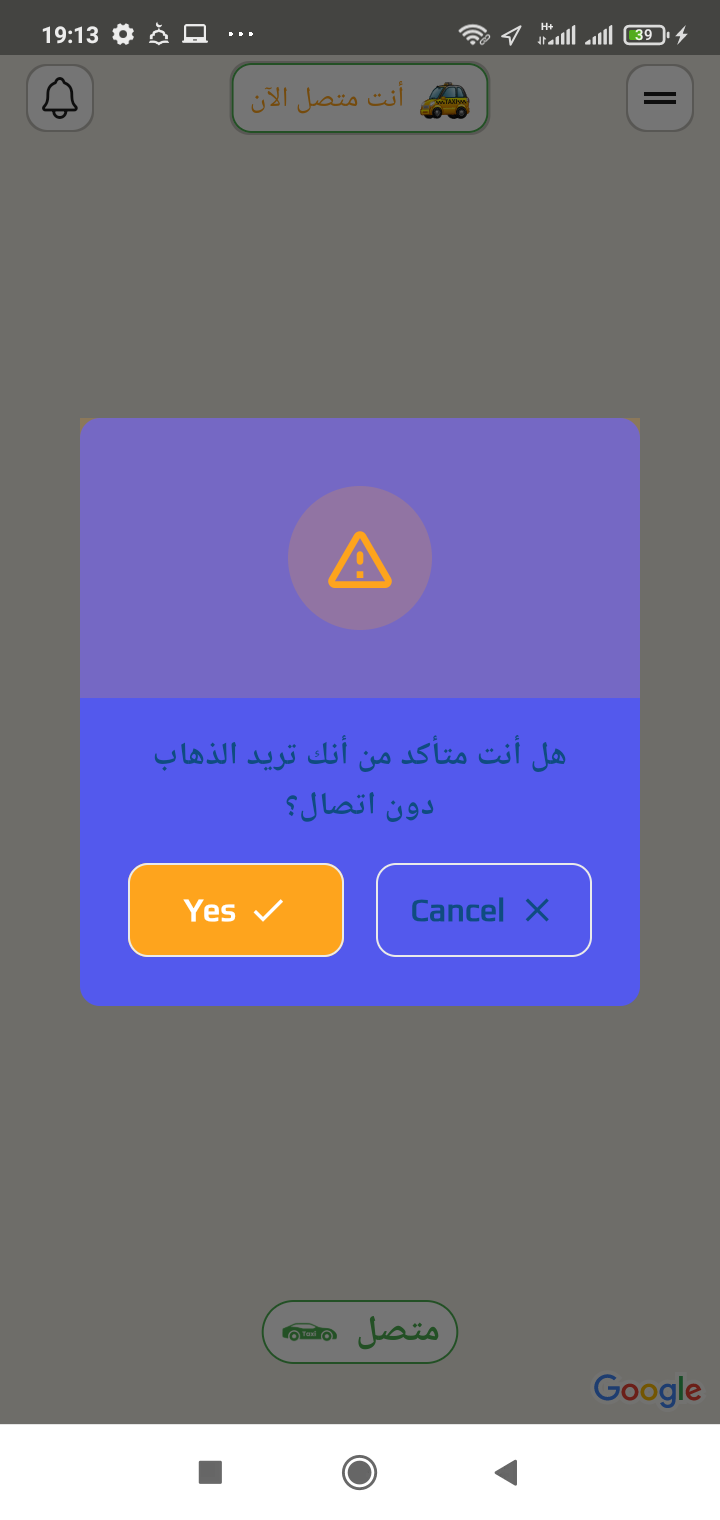 19:13
H+
39
أنت متصل الآن
هل أنت متأكد من أنك تريد الذهاب
دون اتصال؟
Yes
Cancel
متصل
Taxi
Google